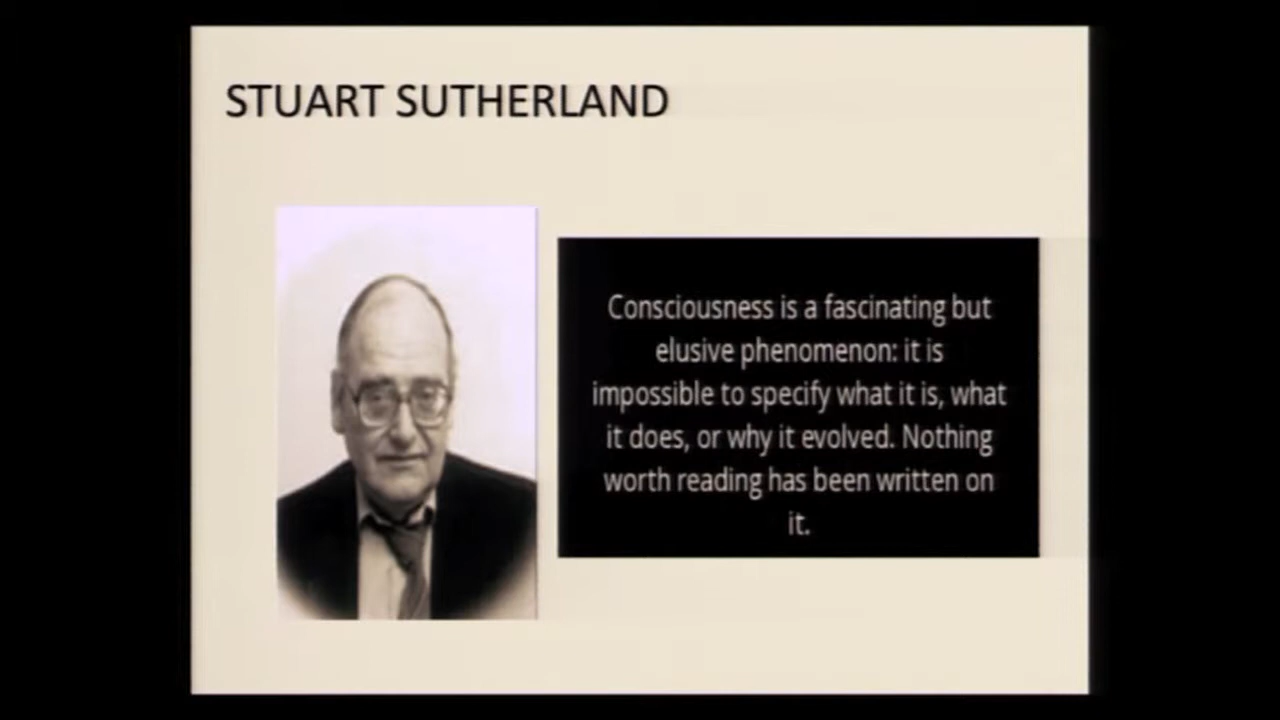 STUART SUTHERLAND
Consciousness is a fascinating but
elusive phenomenon: it is
impossible to specify what it is, what
it does, or why it evolved. Nothing
worth reading has been written on
it.